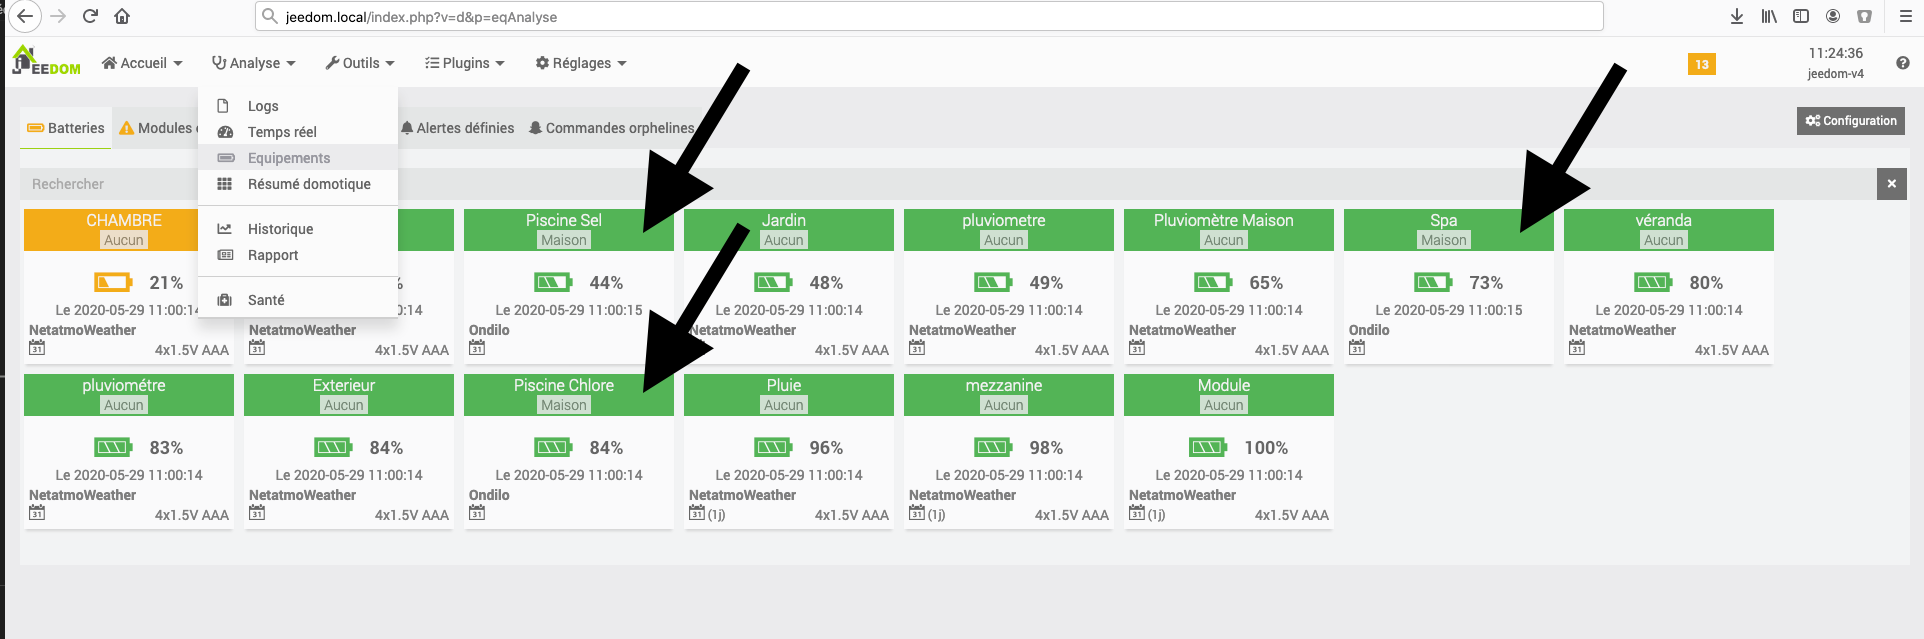 jeedom.local/index.php?v=d&p=eqAnalyse
JEEDOM Accueil Analyse Outils Plugins Réglages 13 11:24:36
jeedom-v4
Logs
Temps réel
Equipements
Résumé domotique
Historique
Rapport
Santé
Batteries Modules Alertes définies Commandes orphelines Configuration
Rechercher
CHAMBRE
Aucun
21%
Le 2020-05-29 11:00:14
NetatmoWeather
31
NetatmoWeather
31 4x1.5V AAA
Piscine Sel
Maison
44%
Le 2020-05-29 11:00:15
Ondilo
31
Jardin
Aucun
48%
Le 2020-05-29 11:00:14
NetatmoWeather
4x1.5V AAA
pluviometre
Aucun
49%
Le 2020-05-29 11:00:14
NetatmoWeather
31 4x1.5V AAA
Pluviomètre Maison
Aucun
65%
Le 2020-05-29 11:00:14
NetatmoWeather
31 4x1.5V AAA
Spa
Maison
73%
Le 2020-05-29 11:00:15
Ondilo
31
véranda
Aucun
80%
Le 2020-05-29 11:00:14
NetatmoWeather
31 4x1.5V AAA
4x1.5V AAA
pluviométre
Aucun
83%
Le 2020-05-29 11:00:14
NetatmoWeather
31 4x1.5V AAA
Exterieur
Aucun
84%
Le 2020-05-29 11:00:14
NetatmoWeather
31 4x1.5V AAA
Piscine Chlore
Maison
84%
Le 2020-05-29 11:00:14
Ondilo
31
Pluie
Aucun
96%
Le 2020-05-29 11:00:14
NetatmoWeather
31 (1j) 4x1.5V AAA
mezzanine
Aucun
98%
Le 2020-05-29 11:00:14
NetatmoWeather
31 (1j) 4x1.5V AAA
Module
Aucun
100%
Le 2020-05-29 11:00:14
NetatmoWeather
31 (1j) 4x1.5V AAA